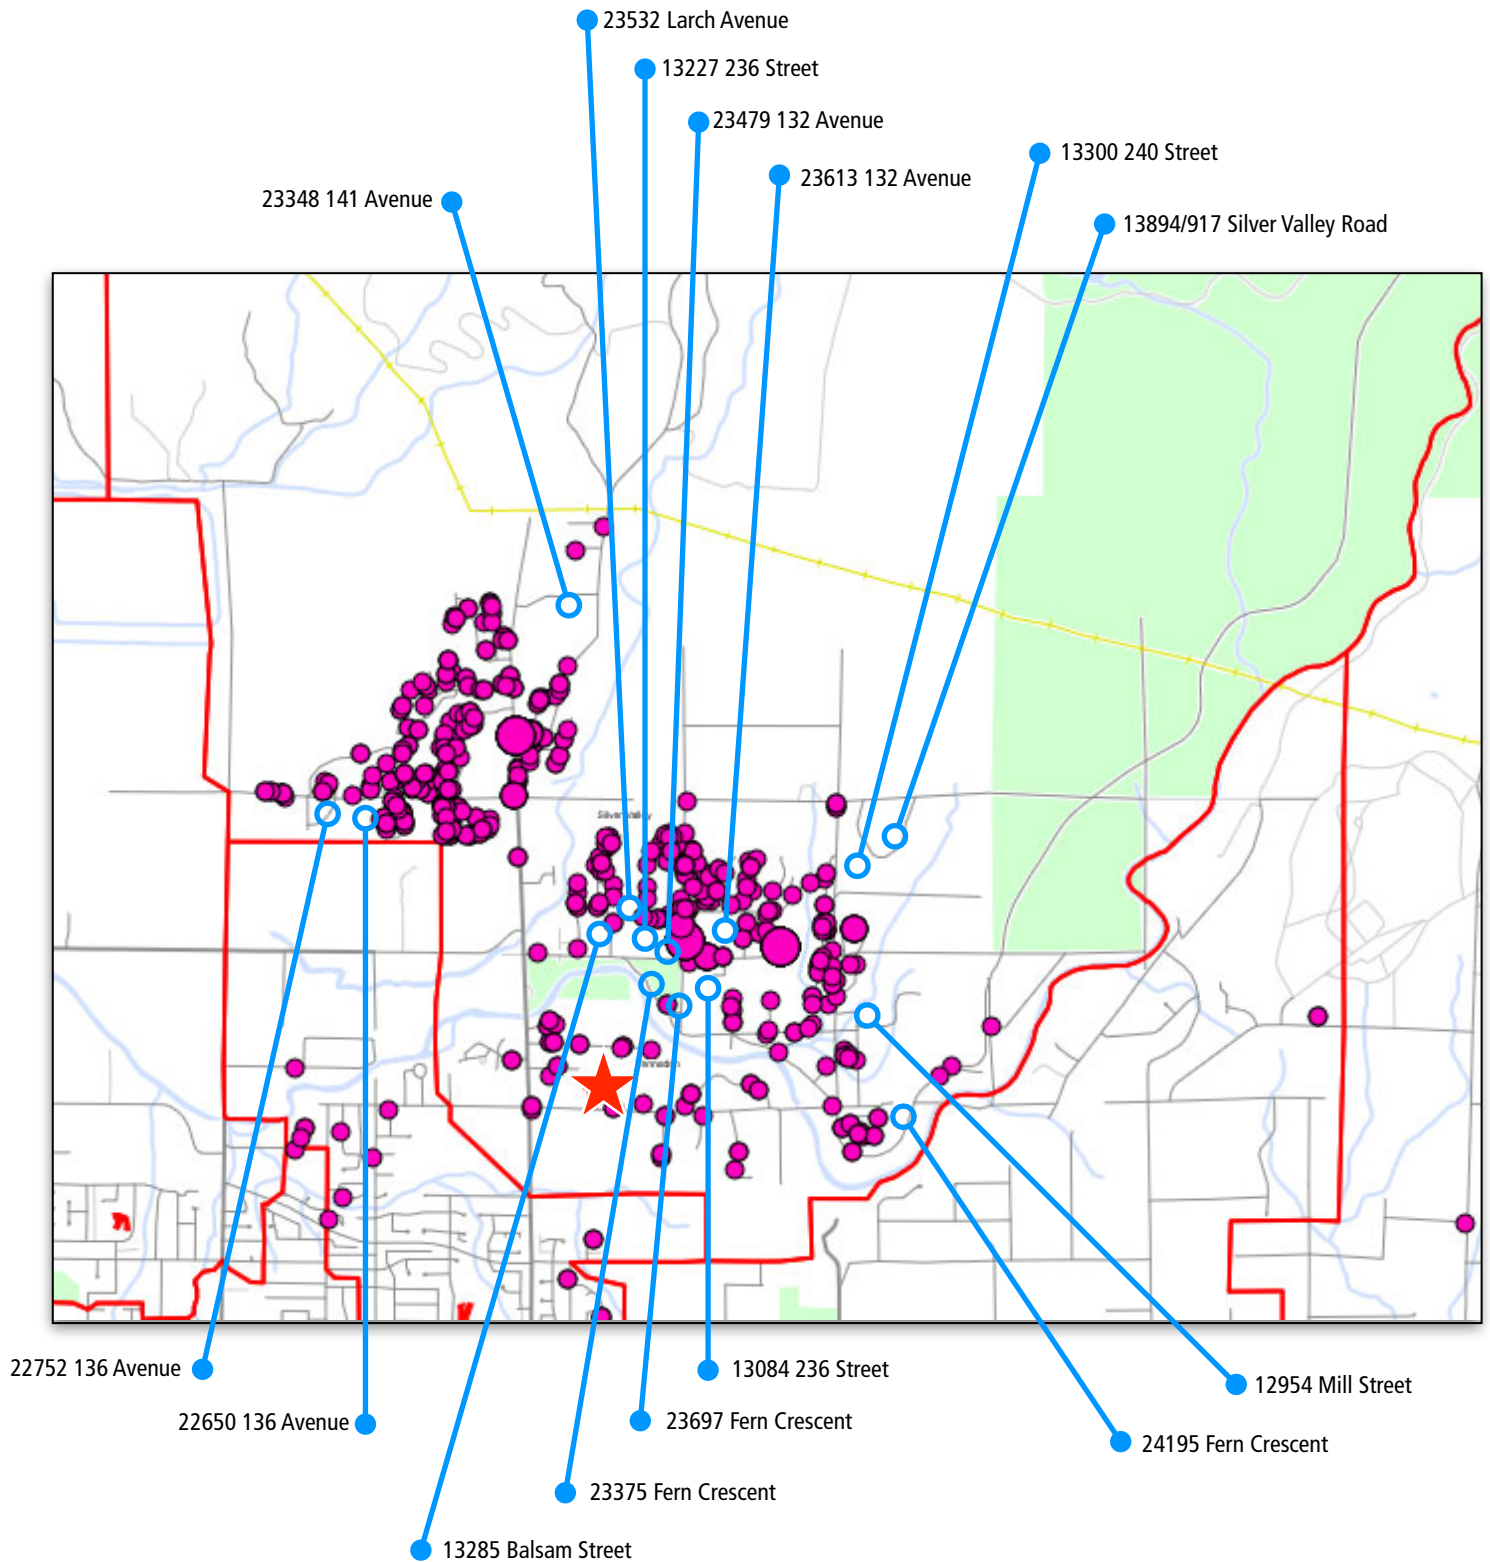 23532 Larch Avenue
13227 236 Street
23479 132 Avenue
13300 240 Street
23613 132 Avenue
23348 141 Avenue
13894/917 Silver Valley Road
Silver Valley
22752 136 Avenue
13084 236 Street
12954 Mill Street
22650 136 Avenue
23697 Fern Crescent
24195 Fern Crescent
23375 Fern Crescent
13285 Balsam Street